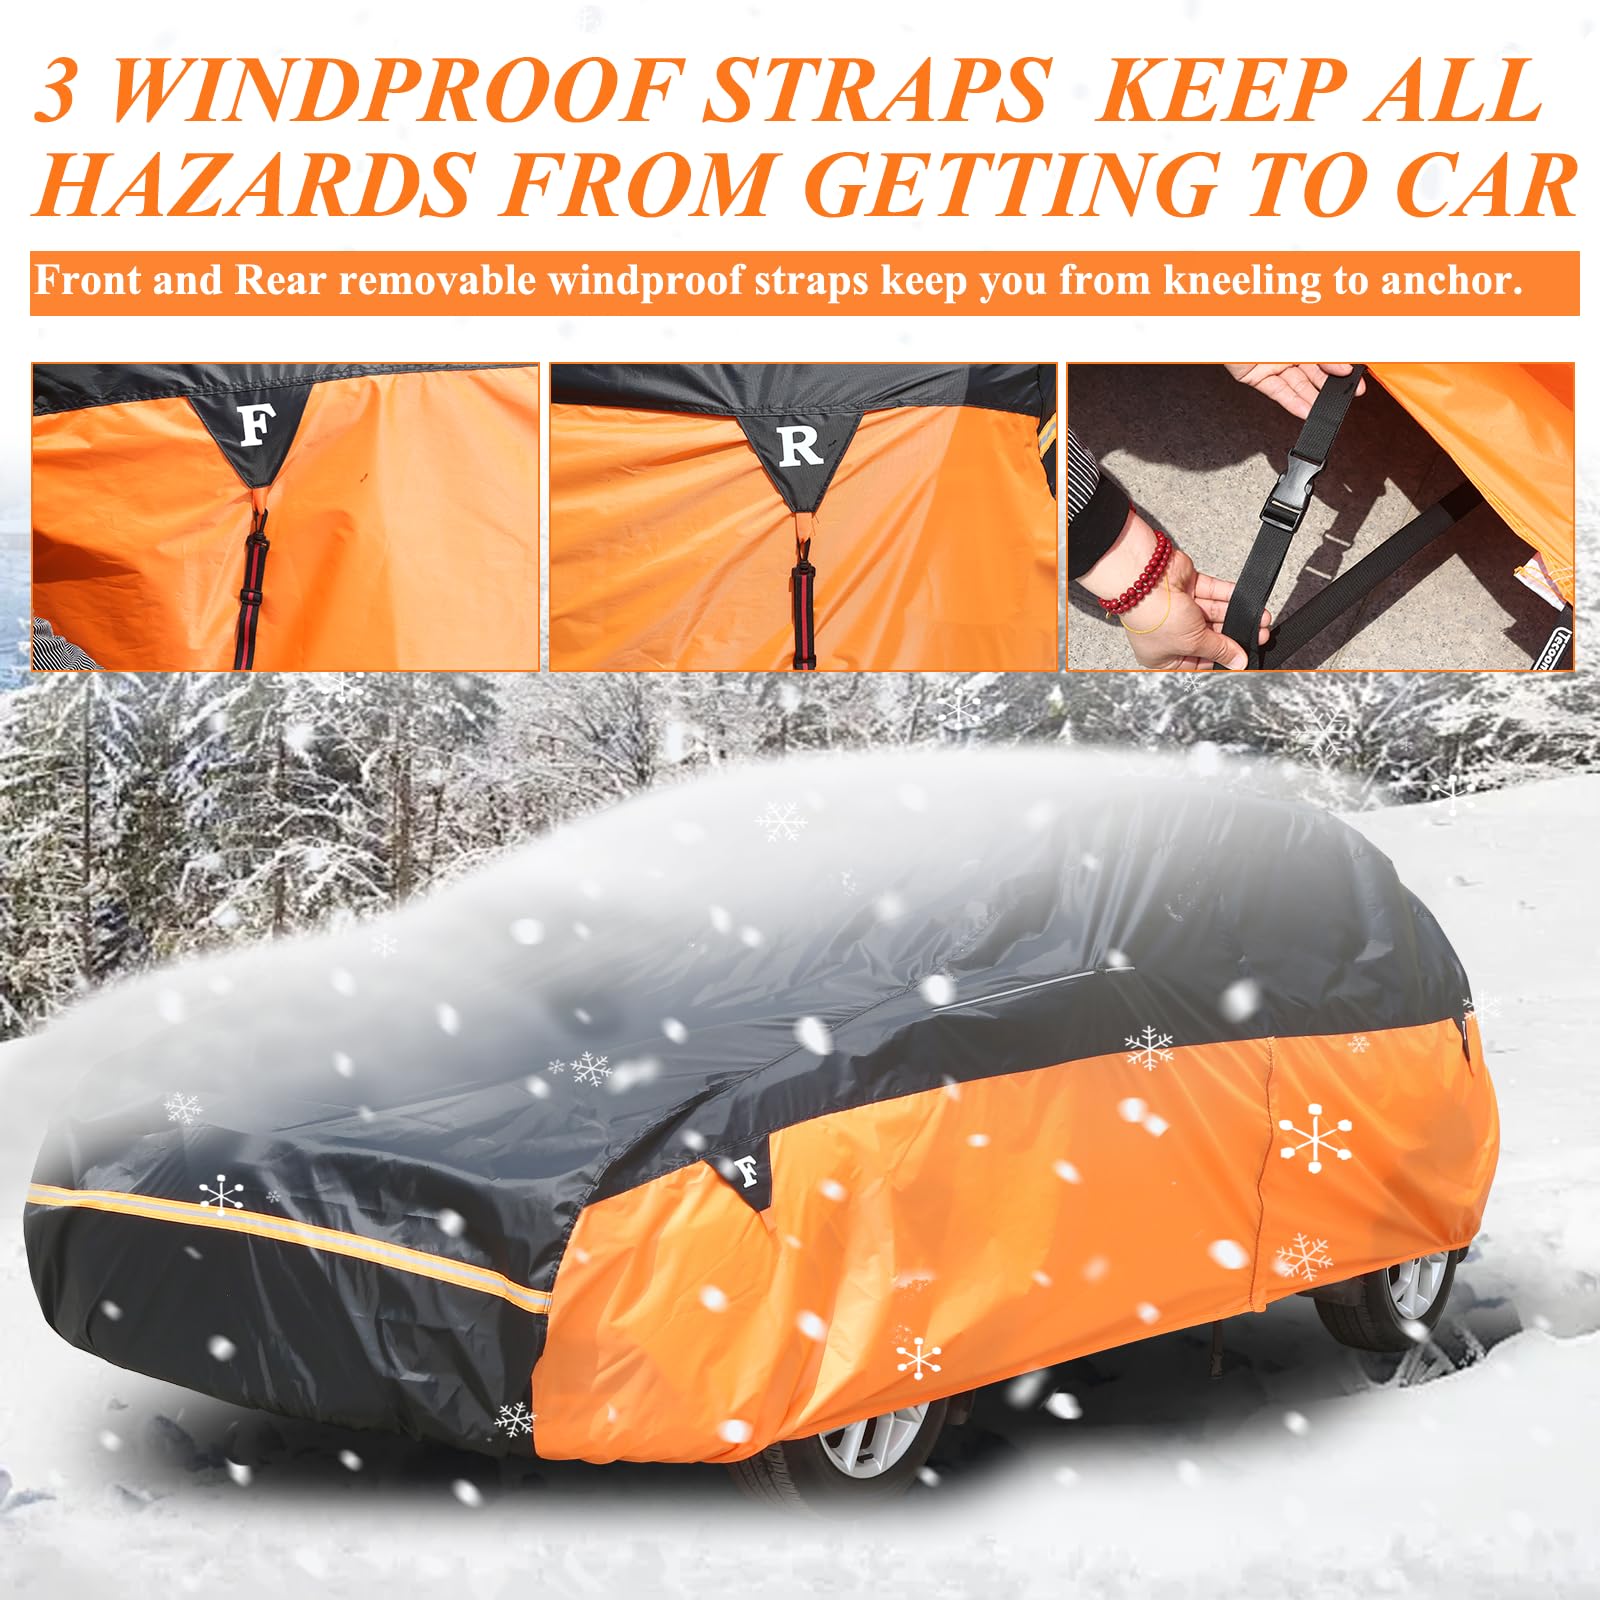 3 WINDPROOF STRAPS KEEP ALL
HAZARDS FROM GETTING TO CAR
Front and Rear removable windproof straps keep you from kneeling to anchor.
F
R
F